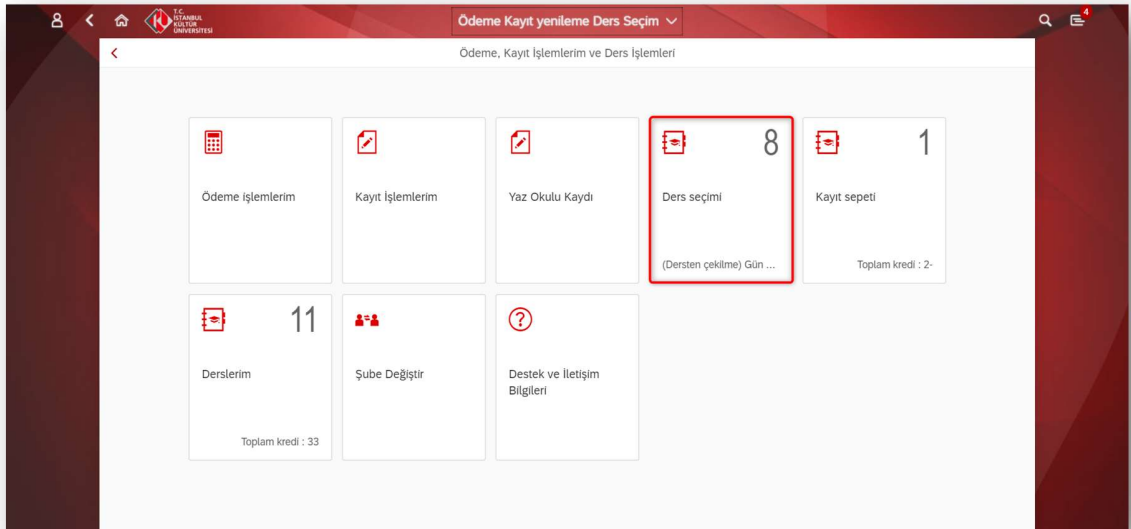 T.C.
İSTANBUL
KÜLTÜR
ÜNİVERSİTESİ
Ödeme Kayıt yenileme Ders Seçim
4
Ödeme, Kayıt İşlemlerim ve Ders İşlemleri
8
1
Ödeme işlemlerim
Kayıt İşlemlerim
Yaz Okulu Kaydı
Ders seçimi
Kayıt sepeti
(Dersten çekilme) Gün ...
Toplam kredi : 2-
11
Derslerim
Şube Değiştir
Destek ve İletişim
Bilgileri
Toplam kredi : 33